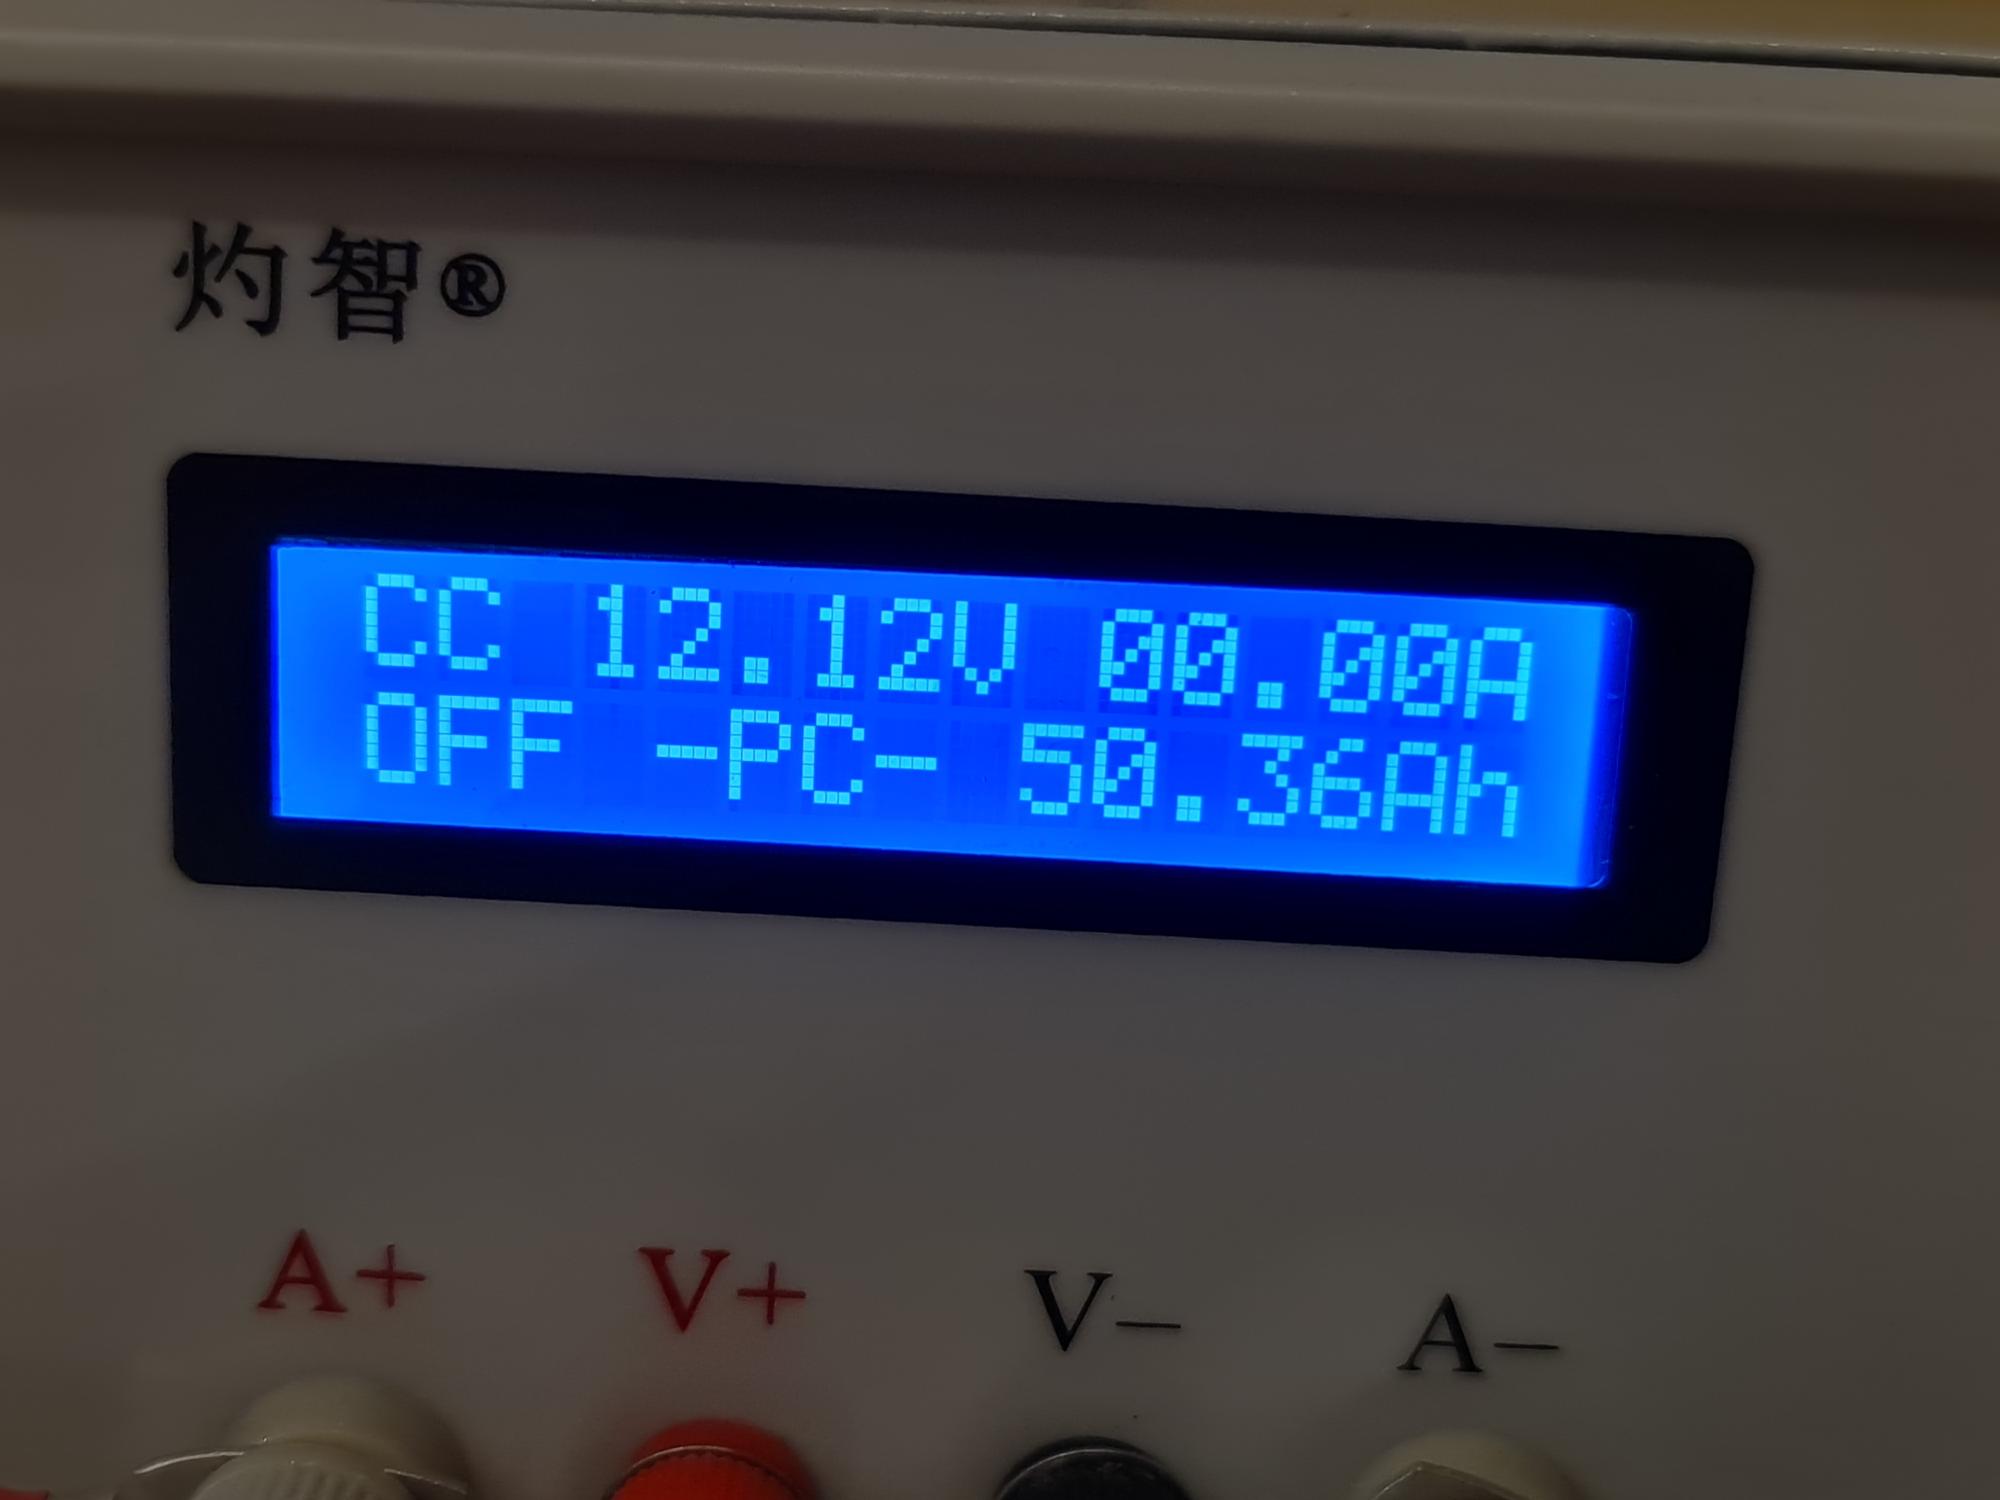 灼智®
CC 12.12V 00.00A
OFF -PC- 50.36Ah
A+ V+ V- A-